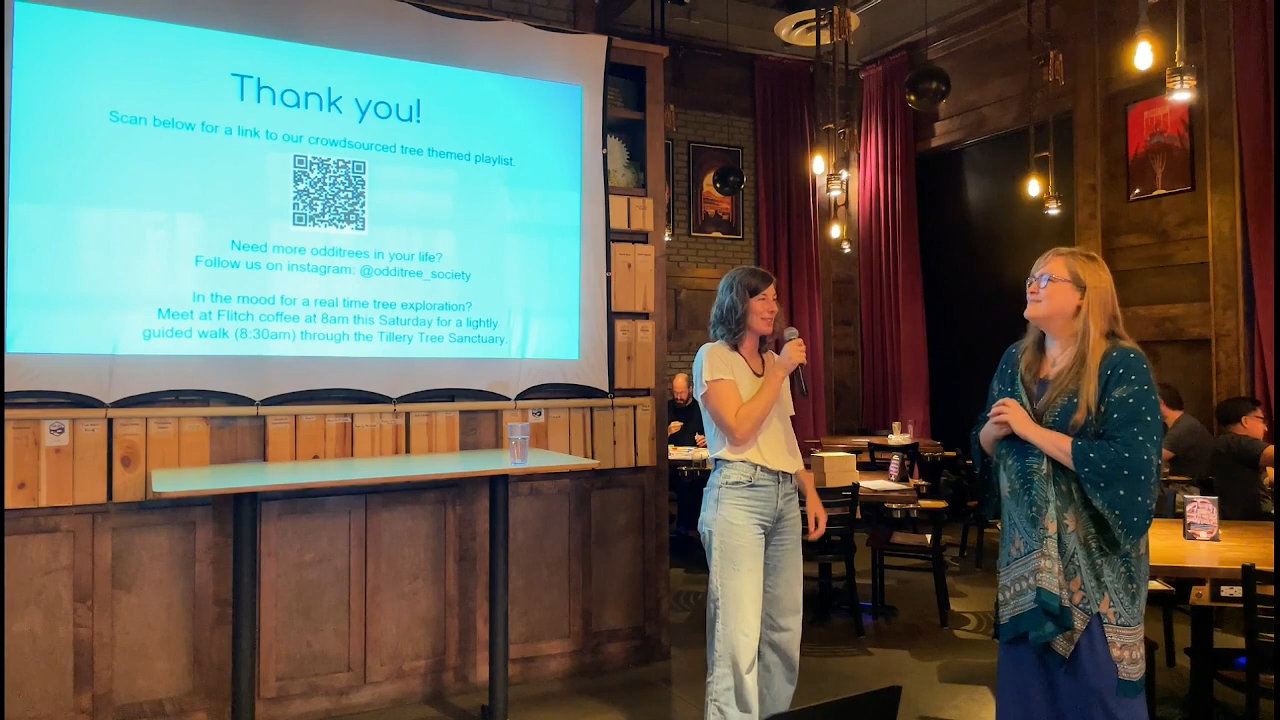 Thank you!
Scan below for a link to our crowdsourced tree themed playlist.
Need more odditrees in your life?
Follow us on instagram: @odditree_society
In the mood for a real time tree exploration?
Meet at Flitch coffee at 8am this Saturday for a lightly
guided walk (8:30am) through the Tillery Tree Sanctuary.